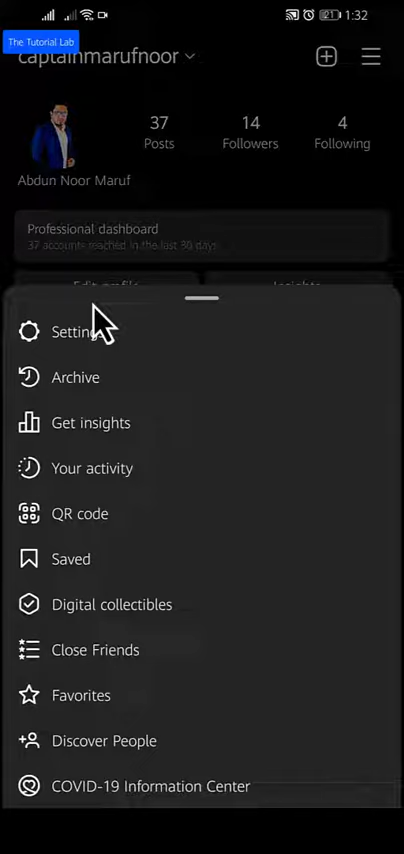 1:32
The Tutorial Lab
captainmarufnoor
37
14
4
Posts
Followers
Following
Abdun Noor Maruf
Professional dashboard
37 accounts reached in the last 30 days.
Edit profile
Insights
Settings
Archive
Get insights
Your activity
QR code
Saved
Digital collectibles
Close Friends
Favorites
Discover People
COVID-19 Information Center